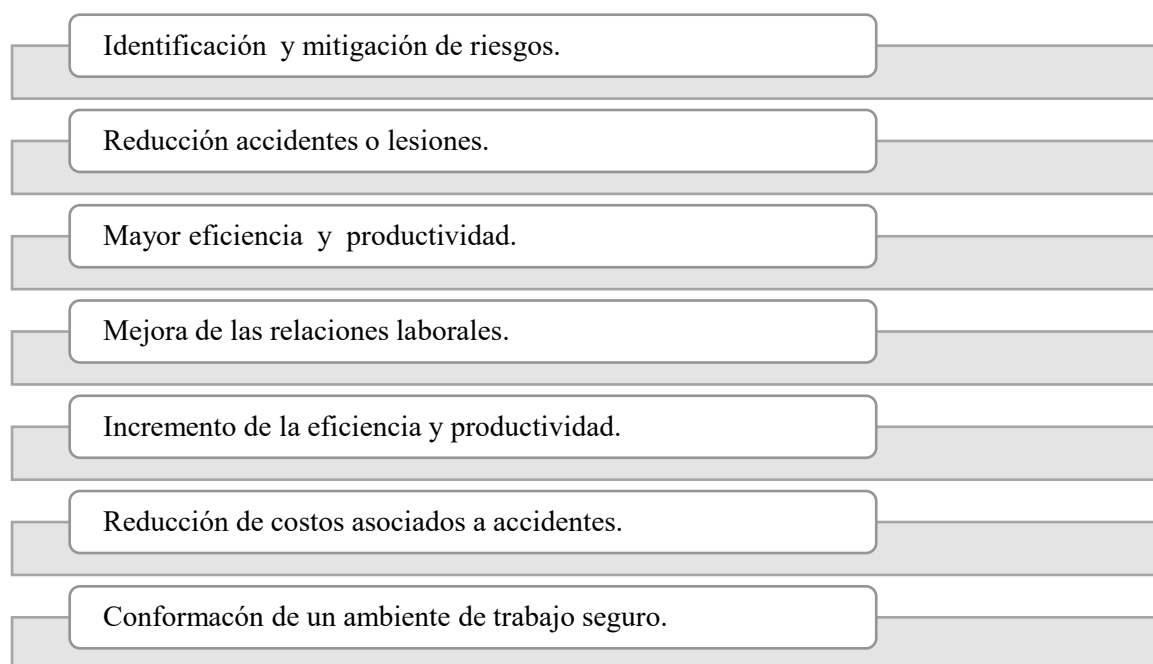 Identificación  y mitigación de riesgos.
Reducción accidentes o lesiones.
Mayor eficiencia  y  productividad.
Mejora de las relaciones laborales.
Incremento de la eficiencia y productividad.
Reducción de costos asociados a accidentes.
Conformacón de un ambiente de trabajo seguro.